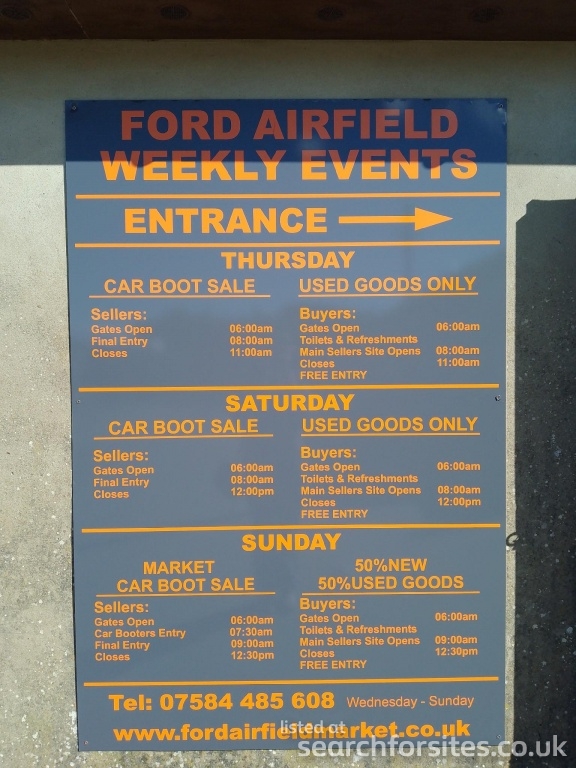 FORD AIRFIELD
WEEKLY EVENTS
ENTRANCE
THURSDAY
CAR BOOT SALE
Sellers:
Gates Open 06:00am
Final Entry 08:00am
Closes 11:00am
USED GOODS ONLY
Buyers:
Gates Open 06:00am
Toilets & Refreshments
Main Sellers Site Opens 08:00am
Closes 11:00am
FREE ENTRY
SATURDAY
CAR BOOT SALE
Sellers:
Gates Open 06:00am
Final Entry 08:00am
Closes 12:00pm
USED GOODS ONLY
Buyers:
Gates Open 06:00am
Toilets & Refreshments
Main Sellers Site Opens 08:00am
Closes 12:00pm
FREE ENTRY
SUNDAY
MARKET
CAR BOOT SALE
Sellers:
Gates Open 06:00am
Car Booters Entry 07:30am
Final Entry 09:00am
Closes 12:30pm
50%NEW
50%USED GOODS
Buyers:
Gates Open 06:00am
Toilets & Refreshments
Main Sellers Site Opens 09:00am
Closes 12:30pm
FREE ENTRY
Tel: 07584 485 608 Wednesday - Sunday
www.fordairfieldmarket.co.uk
listed at
searchforsites.co.uk